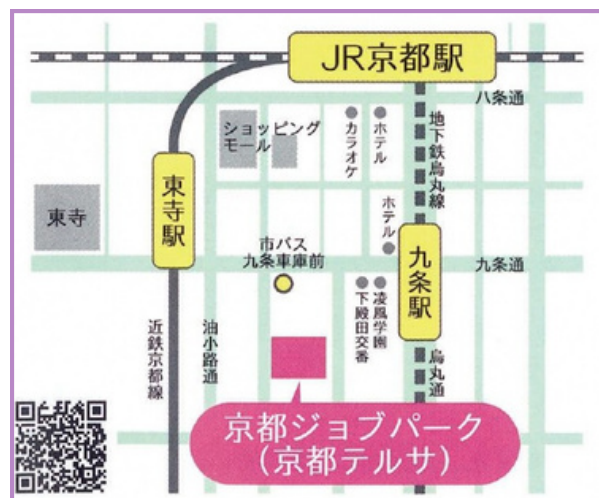 JR京都駅
八条通
ショッピング
モール
カラオケ
ホテル
地下鉄烏丸線
東寺駅
東寺
ホテル
市バス
九条車庫前
九条駅
九条通
近鉄京都線
油小路通
下殿田交番
凌風学園
烏丸通
京都ジョブパーク
（京都テルサ）